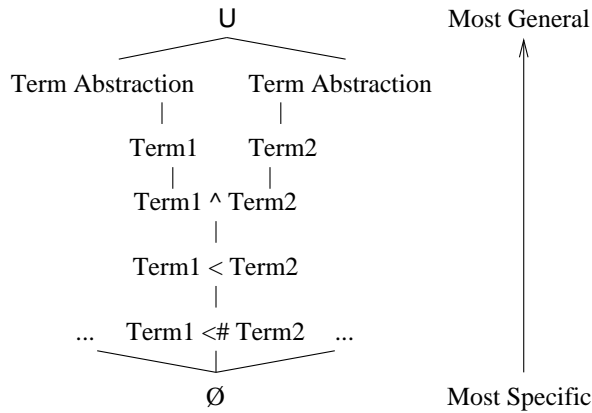 U Most General
Term Abstraction Term Abstraction
Term1 Term2
Term1 ^ Term2
Term1 < Term2
... Term1 <# Term2 ...
Ø Most Specific